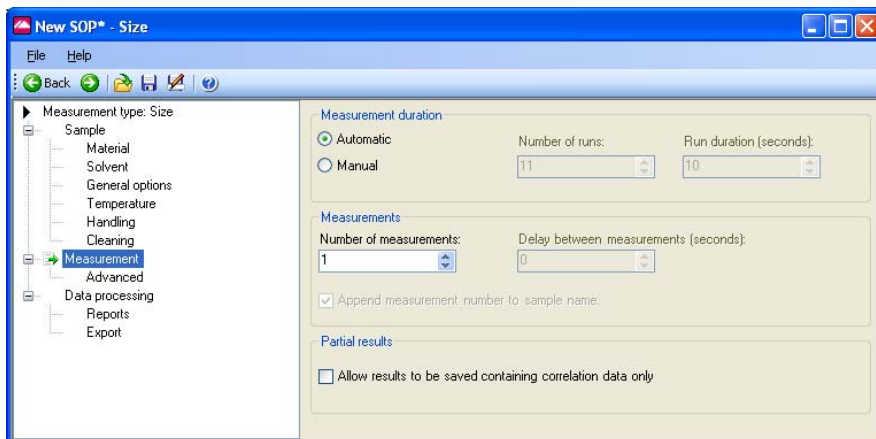 New SOP* - Size
File Help
Back
Measurement type: Size
Sample
Material
Solvent
General options
Temperature
Handling
Cleaning
Measurement
Advanced
Data processing
Reports
Export
Measurement duration
Automatic
Manual
Number of runs:
11
Run duration (seconds):
10
Measurements
Number of measurements:
1
Delay between measurements (seconds):
0
Append measurement number to sample name.
Partial results
Allow results to be saved containing correlation data only